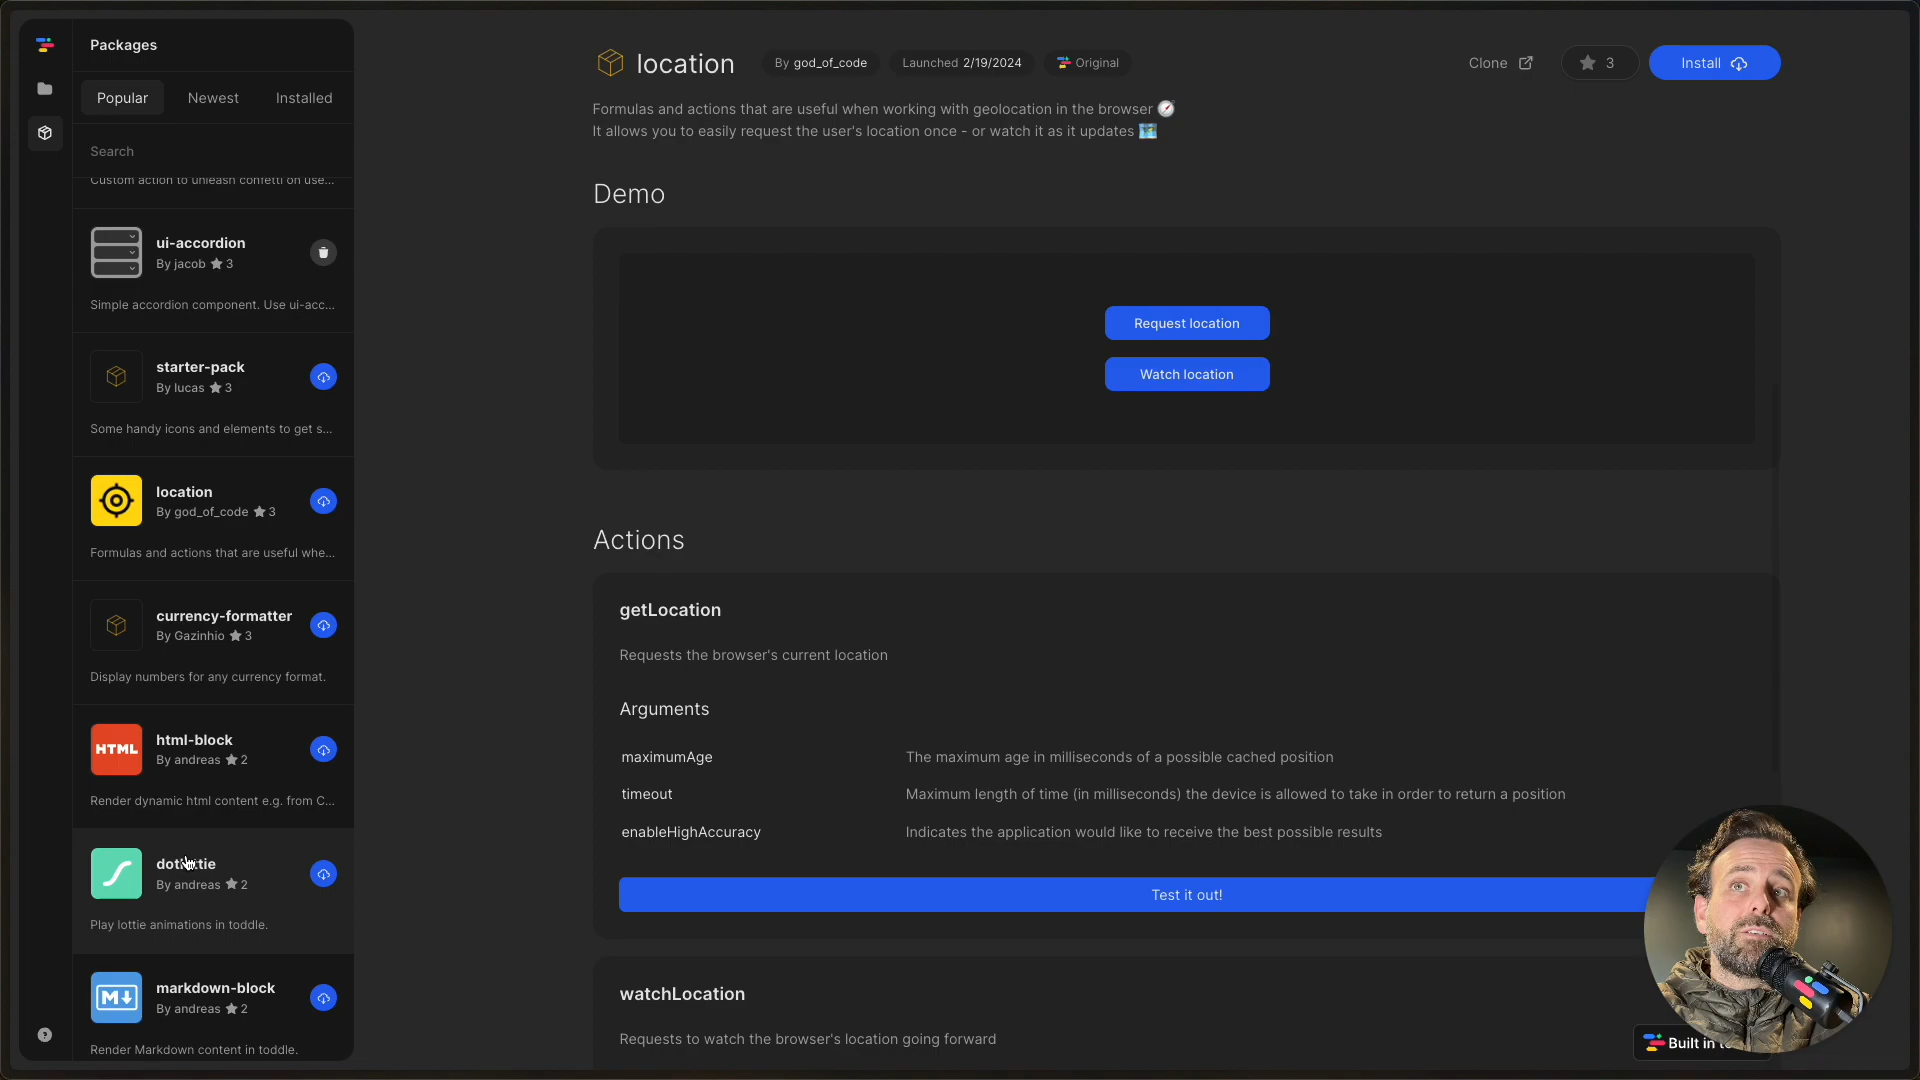 Packages
Popular
Newest
Installed
Search
Custom action to unleash confetti on use...
ui-accordion
By jacob ★ 3
Simple accordion component. Use ui-acc...
starter-pack
By lucas ★ 3
Some handy icons and elements to get s...
location
By god_of_code ★ 3
Formulas and actions that are useful whe...
currency-formatter
By Gazinhio ★ 3
Display numbers for any currency format.
HTML
html-block
By andreas ★ 2
Render dynamic html content e.g. from C...
By andreas ★ 2
Play lottie animations in toddle.
M
markdown-block
By andreas ★ 2
Render Markdown content in toddle.
?
location
By god_of_code
Launched 2/19/2024
Original
Clone
★ 3
Install
Formulas and actions that are useful when working with geolocation in the browser
It allows you to easily request the user's location once - or watch it as it updates
Demo
Request location
Watch location
Actions
getLocation
Requests the browser's current location
Arguments
maximumAge The maximum age in milliseconds of a possible cached position
timeout Maximum length of time (in milliseconds) the device is allowed to take in order to return a position
enableHighAccuracy Indicates the application would like to receive the best possible results
Test it out!
watchLocation
Requests to watch the browser's location going forward
Built in